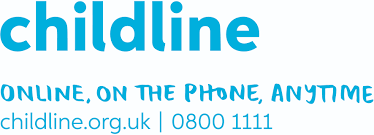 childline
ONLINE, ON THE PHONE, ANYTIME
childline.org.uk | 0800 1111